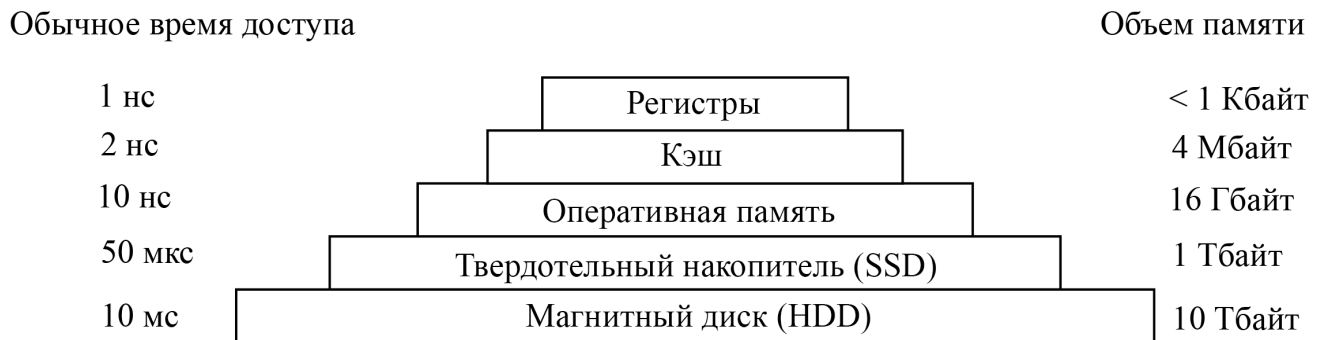 Обычное время доступа Объем памяти
1 нс Регистры < 1 Кбайт
2 нс Кэш 4 Мбайт
10 нс Оперативная память 16 Гбайт
50 мкс Твердотельный накопитель (SSD) 1 Тбайт
10 мс Магнитный диск (HDD) 10 Тбайт